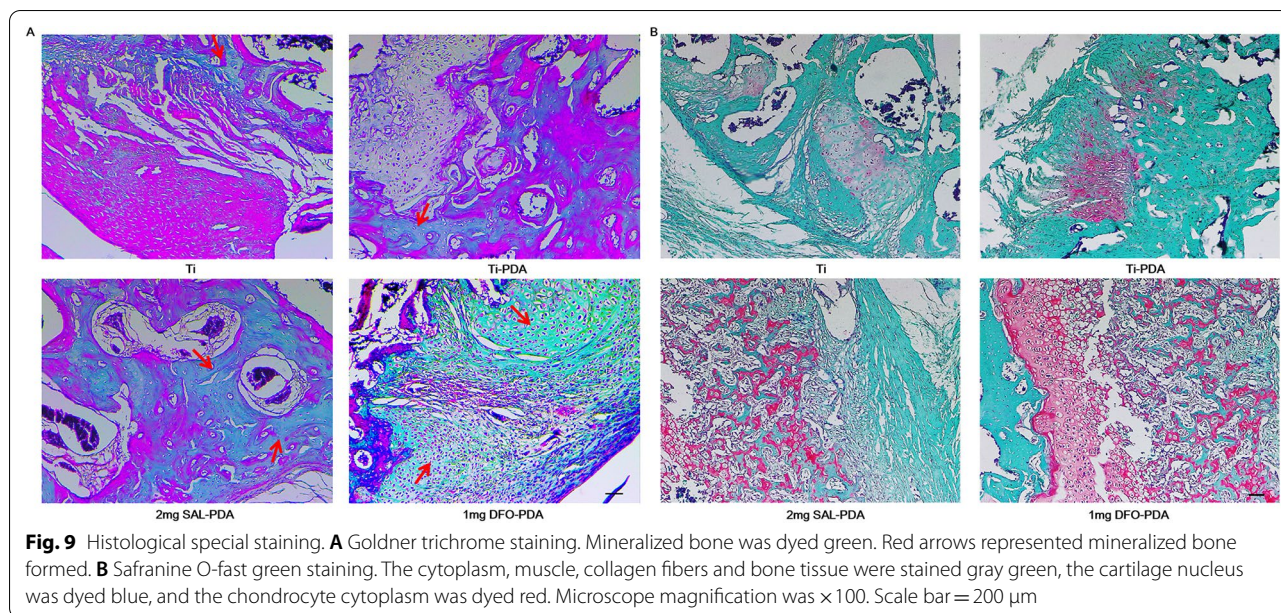 A
B
Ti
Ti-PDA
Ti
Ti-PDA
2mg SAL-PDA
1mg DFO-PDA
2mg SAL-PDA
1mg DFO-PDA
Fig. 9 Histological special staining. A Goldner trichrome staining. Mineralized bone was dyed green. Red arrows represented mineralized bone
formed. B Safranine O-fast green staining. The cytoplasm, muscle, collagen fibers and bone tissue were stained gray green, the cartilage nucleus
was dyed blue, and the chondrocyte cytoplasm was dyed red. Microscope magnification was ×100. Scale bar = 200 μm